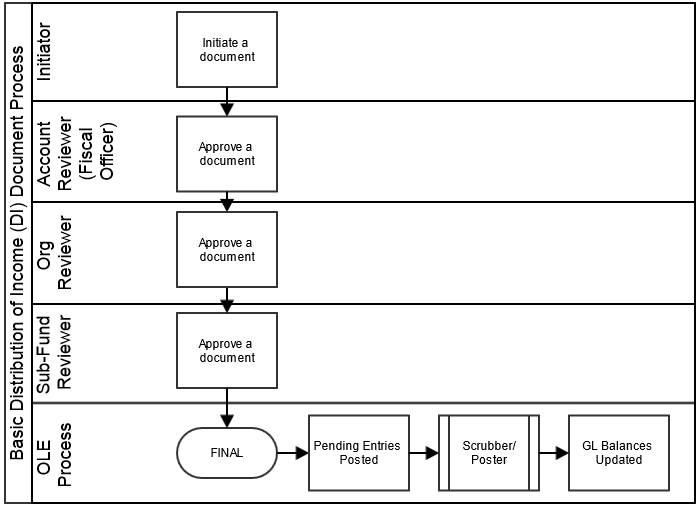 Basic Distribution of Income (DI) Document Process
Initiator
Initiate a
document
Account
Reviewer
(Fiscal
Officer)
Approve a
document
Org
Reviewer
Approve a
document
Sub-Fund
Reviewer
Approve a
document
OLE
Process
FINAL
Pending Entries
Posted
Scrubber/
Poster
GL Balances
Updated